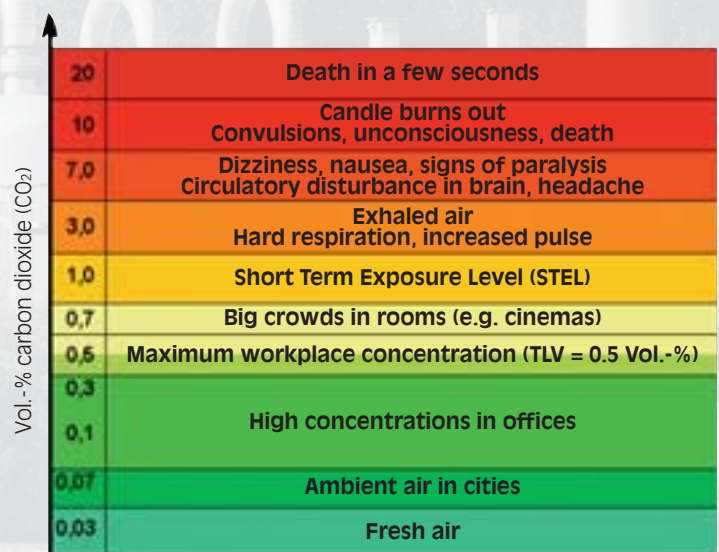 Vol.-% carbon dioxide (CO₂)
20 Death in a few seconds
10 Candle burns out
Convulsions, unconsciousness, death
7,0 Dizziness, nausea, signs of paralysis
Circulatory disturbance in brain, headache
3,0 Exhaled air
Hard respiration, increased pulse
1,0 Short Term Exposure Level (STEL)
0,7 Big crowds in rooms (e.g. cinemas)
Maximum workplace concentration (TLV = 0.5 Vol.-%)
0,3
0,1 High concentrations in offices
0,07 Ambient air in cities
0,03 Fresh air